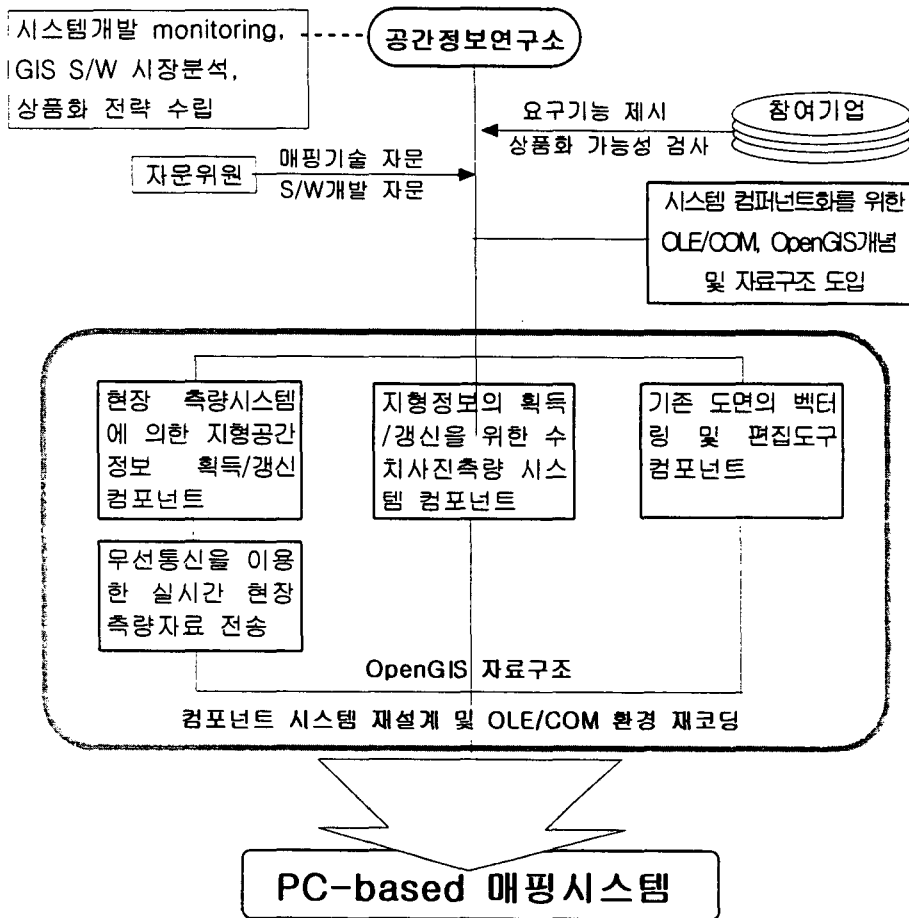 시스템개발 monitoring,
GIS S/W 시장분석,
상품화 전략 수립
공간정보연구소
요구기능 제시
상품화 가능성 검사
참여기업
자문위원
매핑기술 자문
S/W개발 자문
시스템 컴퍼넌트화를 위한
OLE/COM, OpenGIS개념
및 자료구조 도입
현장 측량시스템
에 의한 지형공간
정보 획득/갱신
컴포넌트
지형정보의 획득
/갱신을 위한 수
치사진측량 시스
템 컴포넌트
기존 도면의 벡터
링 및 편집도구
컴포넌트
무선통신을 이용
한 실시간 현장
측량자료 전송
OpenGIS 자료구조
컴포넌트 시스템 재설계 및 OLE/COM 환경 재코딩
PC-based 매핑시스템